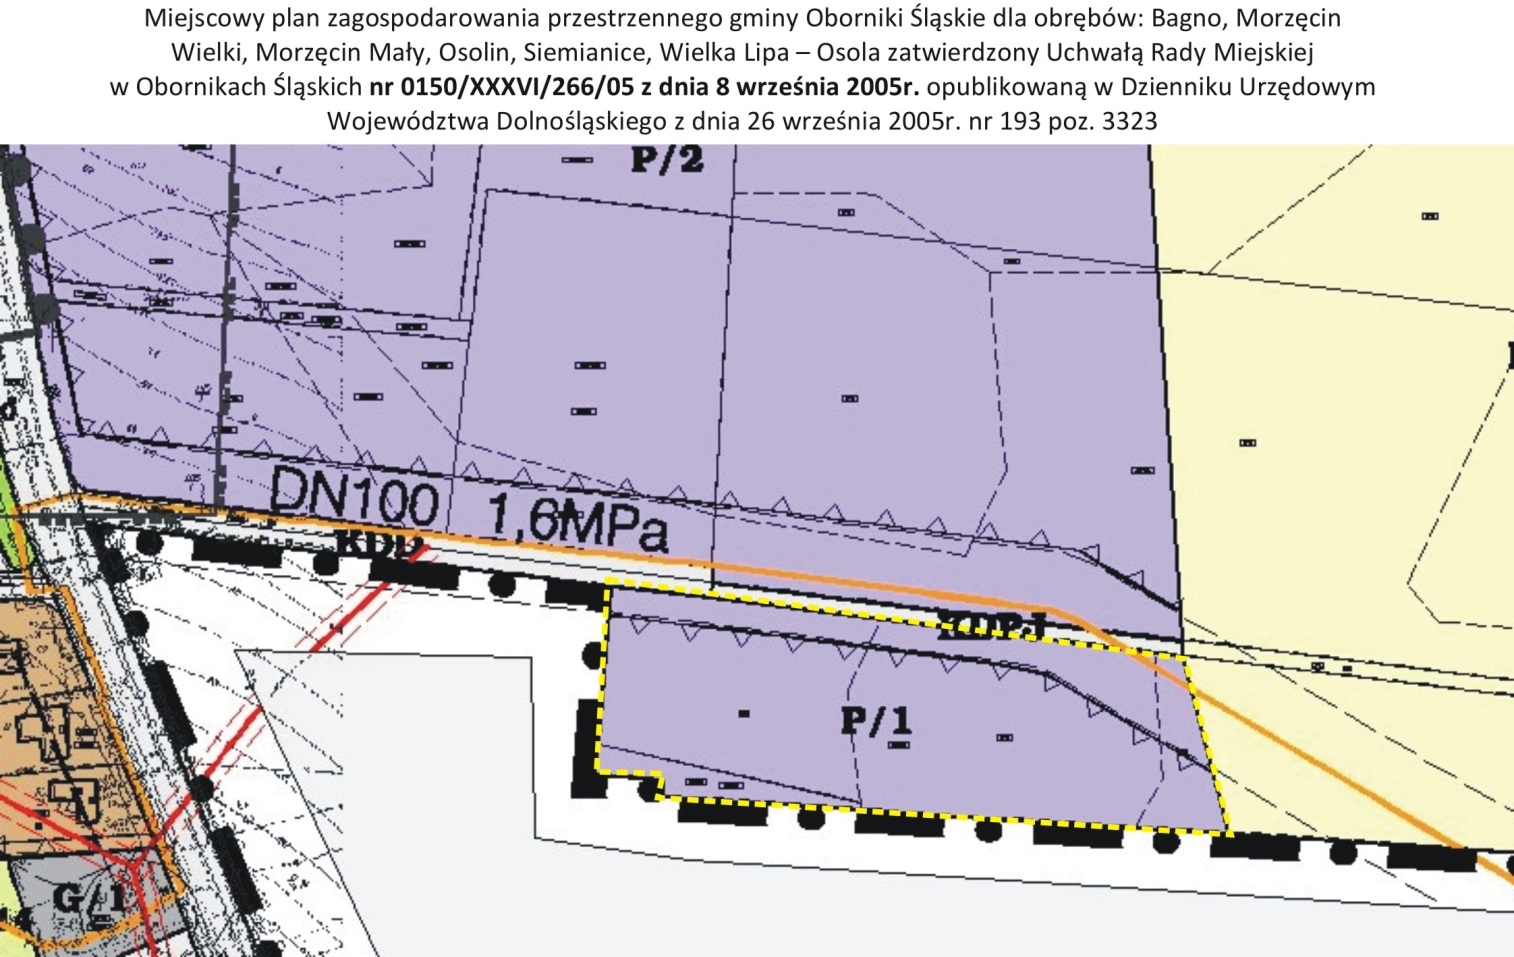 Miejscowy plan zagospodarowania przestrzennego gminy Oborniki Śląskie dla obrębów: Bagno, Morzęcin
Wielki, Morzęcin Mały, Osolin, Siemianice, Wielka Lipa – Osola zatwierdzony Uchwałą Rady Miejskiej
w Obornikach Śląskich nr 0150/XXXVI/266/05 z dnia 8 września 2005r. opublikowaną w Dzienniku Urzędowym
Województwa Dolnośląskiego z dnia 26 września 2005r. nr 193 poz. 3323
P/2
DN100 1,6MPa
KDD
KDPJ
P/1
G/1